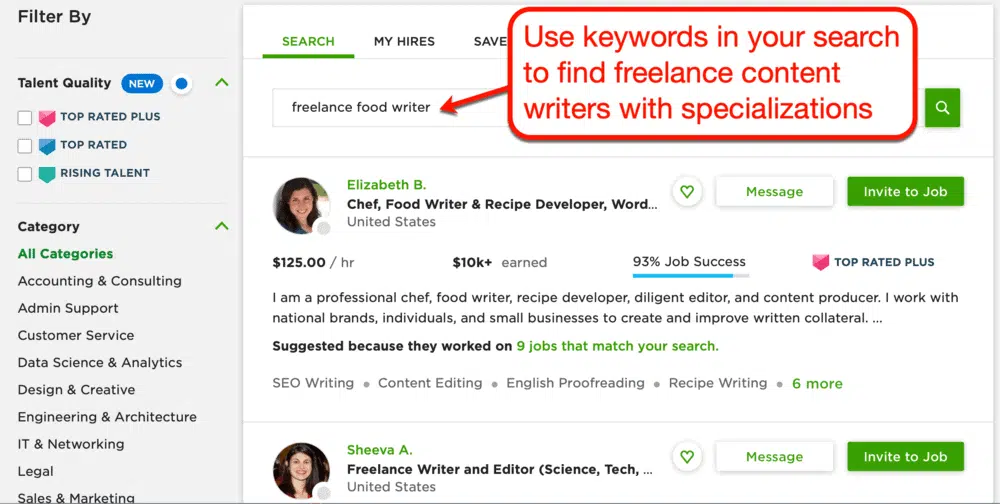 Filter By
Talent Quality NEW
TOP RATED PLUS
TOP RATED
RISING TALENT
Category
All Categories
Accounting & Consulting
Admin Support
Customer Service
Data Science & Analytics
Design & Creative
Engineering & Architecture
IT & Networking
Legal
Sales & Marketing
SEARCH MY HIRES SAVE
Use keywords in your search
to find freelance content
writers with specializations
freelance food writer
Elizabeth B.
Chef, Food Writer & Recipe Developer, Word...
United States
Message Invite to Job
$125.00 / hr $10k+ earned 93% Job Success TOP RATED PLUS
I am a professional chef, food writer, recipe developer, diligent editor, and content producer. I work with
national brands, individuals, and small businesses to create and improve written collateral. ...
Suggested because they worked on 9 jobs that match your search.
SEO Writing Content Editing English Proofreading Recipe Writing 6 more
Sheeva A.
Freelance Writer and Editor (Science, Tech, ...
United States
Message Invite to Job